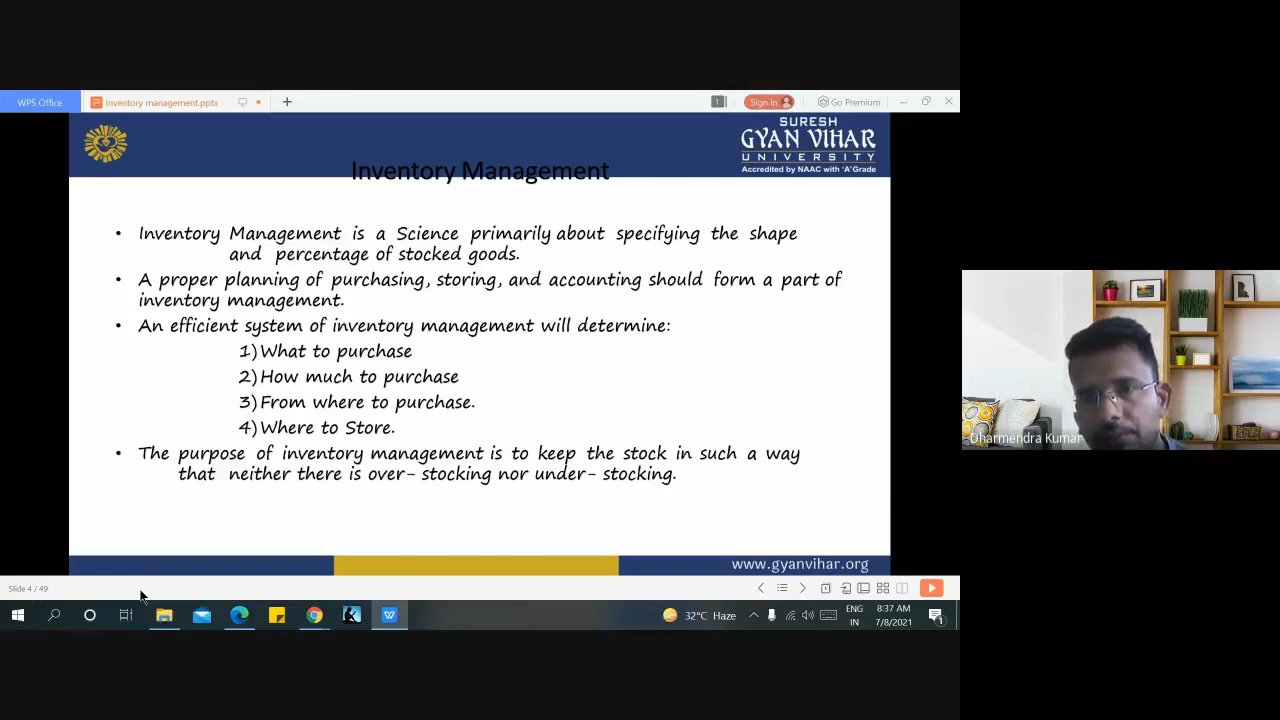 WPS Office
Inventory management.pptx
1
Sign in
Go Premium
SURESH
GYAN VIHAR
UNIVERSITY
Accredited by NAAC with 'A' Grade
Inventory Management
• Inventory Management is a Science primarily about specifying the shape
and percentage of stocked goods.
• A proper planning of purchasing, storing, and accounting should form a part of
inventory management.
• An efficient system of inventory management will determine:
1) What to purchase
2) How much to purchase
3) From where to purchase.
4) Where to Store.
• The purpose of inventory management is to keep the stock in such a way
that neither there is over- stocking nor under- stocking.
www.gyanvihar.org
Dharmendra Kumar
Slide 4 / 49
32°C Haze
ENG
IN
8:37 AM
7/8/2021
1